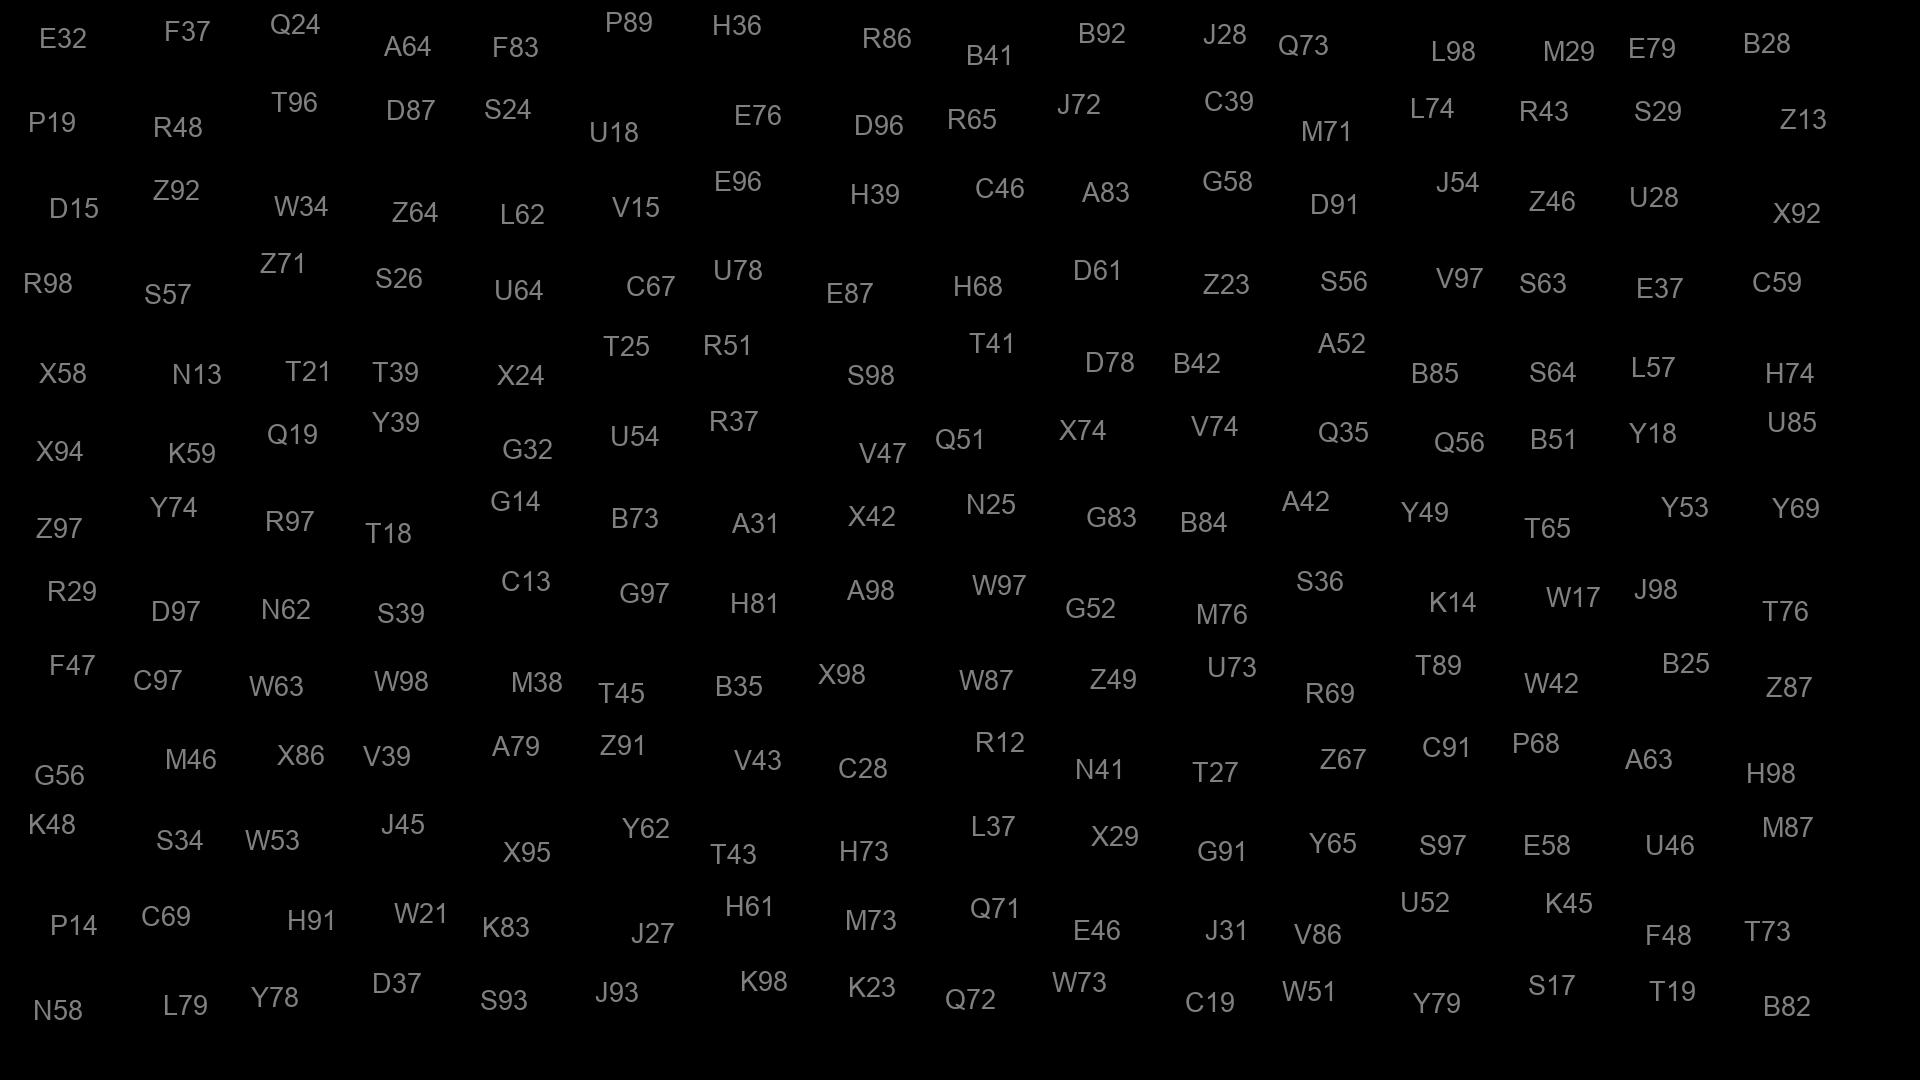 E32 F37 Q24 A64 F83 P89 H36 R86 B41 B92 J28 Q73 L98 M29 E79 B28
P19 R48 T96 D87 S24 U18 E76 D96 R65 J72 C39 M71 L74 R43 S29 Z13
D15 Z92 W34 Z64 L62 V15 E96 H39 C46 A83 G58 D91 J54 Z46 U28 X92
R98 S57 Z71 S26 U64 C67 U78 E87 H68 D61 Z23 S56 V97 S63 E37 C59
X58 N13 T21 T39 X24 T25 R51 S98 T41 D78 B42 A52 B85 S64 L57 H74
X94 K59 Q19 Y39 G32 U54 R37 V47 Q51 X74 V74 Q35 Q56 B51 Y18 U85
Z97 Y74 R97 T18 G14 B73 A31 X42 N25 G83 B84 A42 Y49 T65 Y53 Y69
R29 D97 N62 S39 C13 G97 H81 A98 W97 G52 M76 S36 K14 W17 J98 T76
F47 C97 W63 W98 M38 T45 B35 X98 W87 Z49 U73 R69 T89 W42 B25 Z87
G56 M46 X86 V39 A79 Z91 V43 C28 R12 N41 T27 Z67 C91 P68 A63 H98
K48 S34 W53 J45 X95 Y62 T43 H73 L37 X29 G91 Y65 S97 E58 U46 M87
P14 C69 H91 W21 K83 J27 H61 M73 Q71 E46 J31 V86 U52 K45 F48 T73
N58 L79 Y78 D37 S93 J93 K98 K23 Q72 W73 C19 W51 Y79 S17 T19 B82